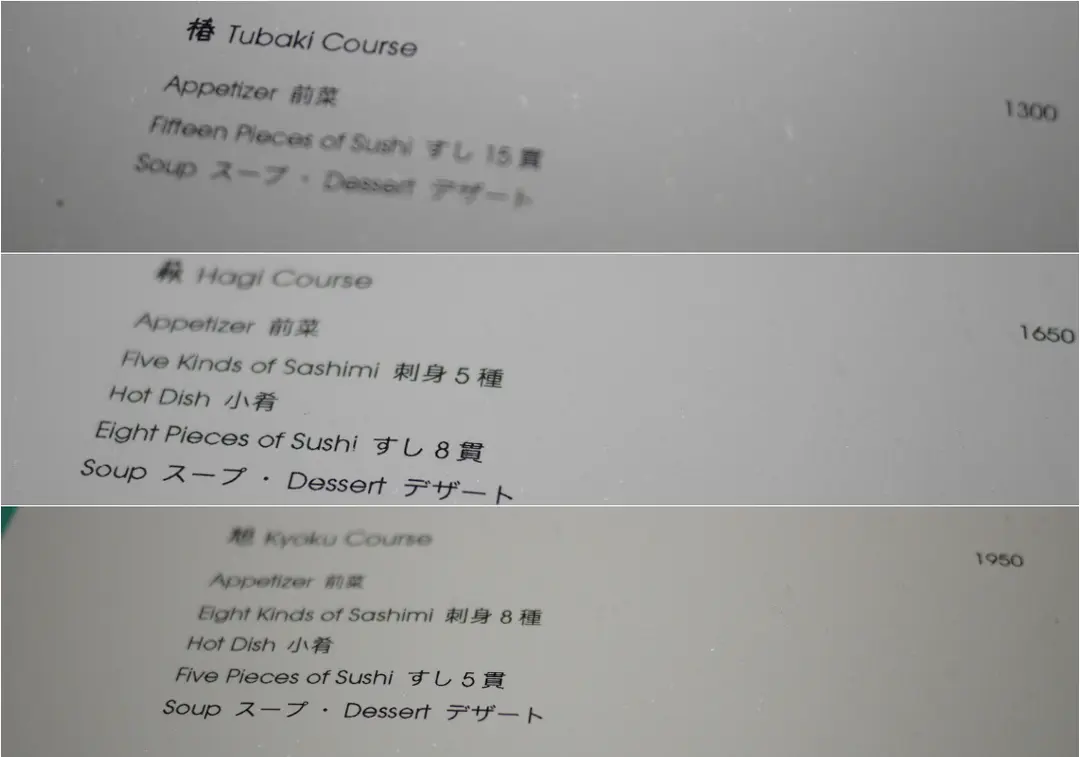 椿 Tubaki Course
Appetizer 前菜
1300
Fifteen Pieces of Sushi すし 15 貫
Soup スープ・Dessert デザート
萩 Hagi Course
Appetizer 前菜
1650
Five Kinds of Sashimi 刺身 5 種
Hot Dish 小肴
Eight Pieces of Sushi すし 8 貫
Soup スープ・Dessert デザート
Kyoku Course
1950
Appetizer 前菜
Eight Kinds of Sashimi 刺身 8 種
Hot Dish 小肴
Five Pieces of Sushi すし 5 貫
Soup スープ・Dessert デザート